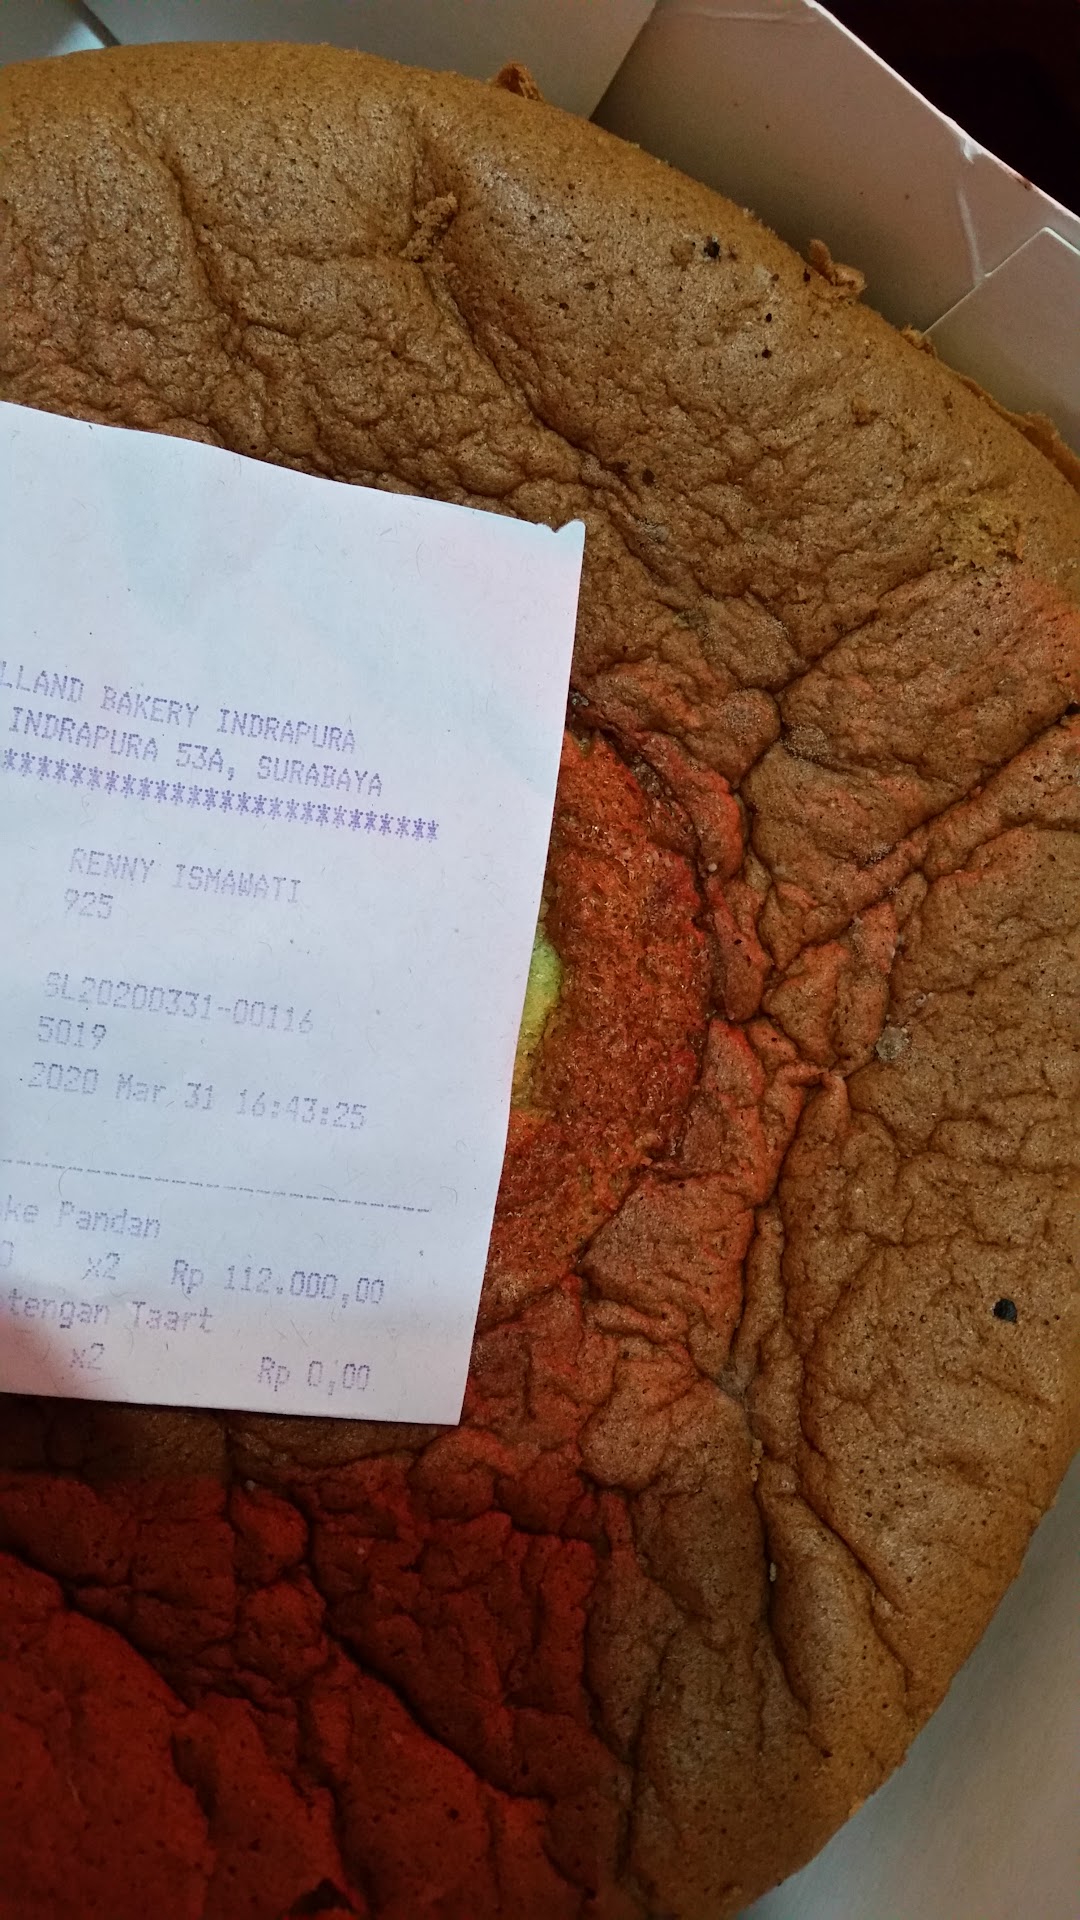 LLAND BAKERY INDRAPURA
INDRAPURA 53A, SURABAYA
***************************
RENNY ISMAWATI
925
SL20200331-00116
5019
2020 Mar 31 16:43:25
--------------------------------
ke Pandan
0 x2 Rp 112.000,00
tengan Taart
x2 Rp 0,00